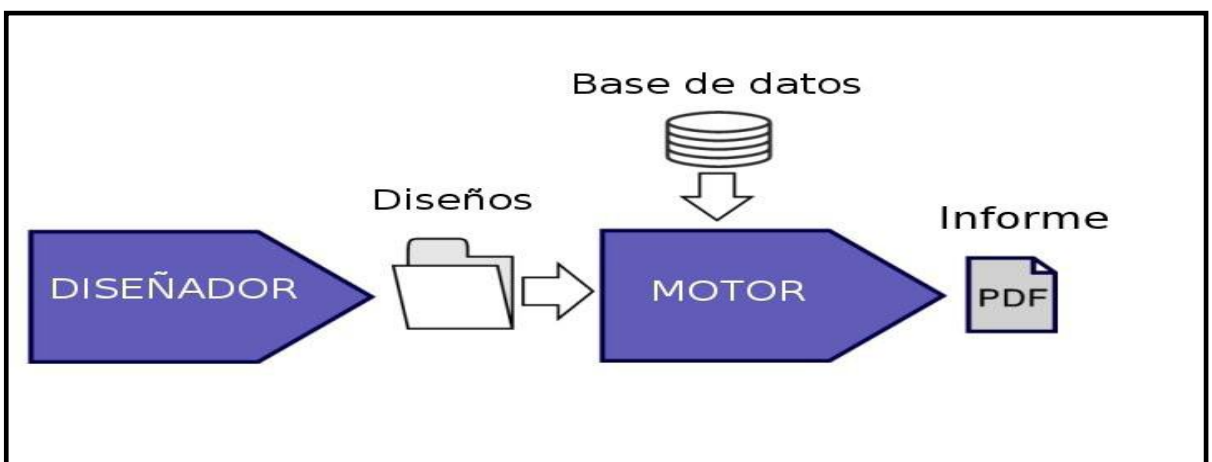 Base de datos
Diseños
Informe
DISEÑADOR
MOTOR
PDF